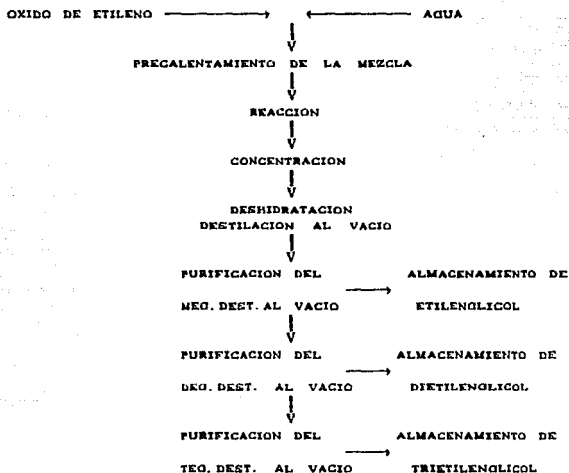 OXIDO DE ETILENO AGUA
PRECALENTAMIENTO DE LA MEZCLA
REACCION
CONCENTRACION
DESHIDRATACION
DESTILACION AL VACIO
PURIFICACION DEL ALMACENAMIENTO DE
MEG. DEST. AL VACIO ETILENGLICOL
PURIFICACION DEL ALMACENAMIENTO DE
DEG. DEST. AL VACIO DIETILENGLICOL
PURIFICACION DEL ALMACENAMIENTO DE
TEG. DEST. AL VACIO TRIETILENGLICOL